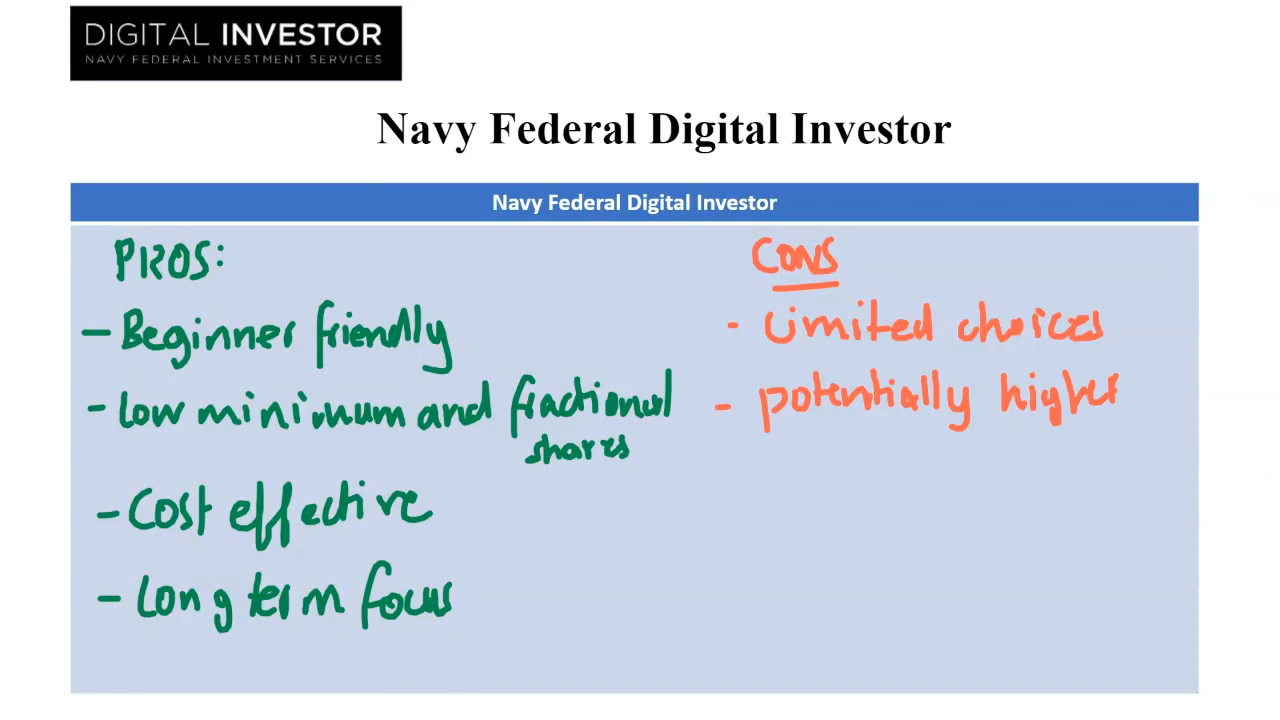 DIGITAL INVESTOR
NAVY FEDERAL INVESTMENT SERVICES
Navy Federal Digital Investor
Navy Federal Digital Investor
PROS:
- Beginner friendly
- Low minimum and fractional
shares
- Cost effective
- Long term focus
CONS
- Limited choices
- potentially higher